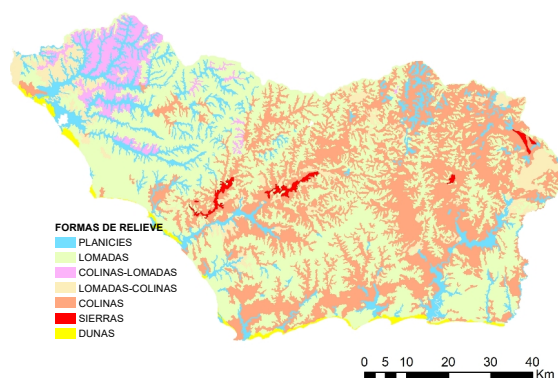 FORMAS DE RELIEVE
PLANICIES
LOMADAS
COLINAS-LOMADAS
LOMADAS-COLINAS
COLINAS
SIERRAS
DUNAS
0 5 10 20 30 40
Km